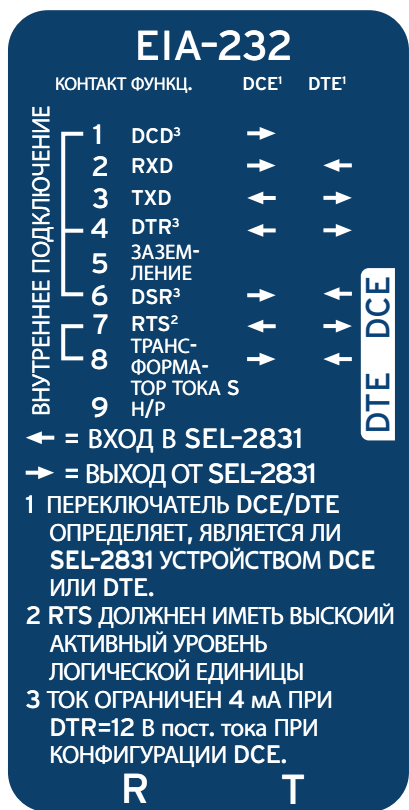 EIA-232
КОНТАКТ ФУНКЦ. DCE¹ DTE¹
ВНУТРЕННЕЕ ПОДКЛЮЧЕНИЕ
1 DCD³ →
2 RXD → ←
3 TXD ← →
4 DTR³ ← →
5 ЗАЗЕМ-
ЛЕНИЕ
6 DSR³ → ←
7 RTS² ← →
8 ТРАНС-
ФОРМА-
ТОР ТОКА S → ←
9 Н/Р
DTE DCE
← = ВХОД В SEL-2831
→ = ВЫХОД ОТ SEL-2831
1 ПЕРЕКЛЮЧАТЕЛЬ DCE/DTE
ОПРЕДЕЛЯЕТ, ЯВЛЯЕТСЯ ЛИ
SEL-2831 УСТРОЙСТВОМ DCE
ИЛИ DTE.
2 RTS ДОЛЖНЕН ИМЕТЬ ВЫСКОИЙ
АКТИВНЫЙ УРОВЕНЬ
ЛОГИЧЕСКОЙ ЕДИНИЦЫ
3 ТОК ОГРАНИЧЕН 4 мА ПРИ
DTR=12 В пост. тока ПРИ
КОНФИГУРАЦИИ DCE.
R T